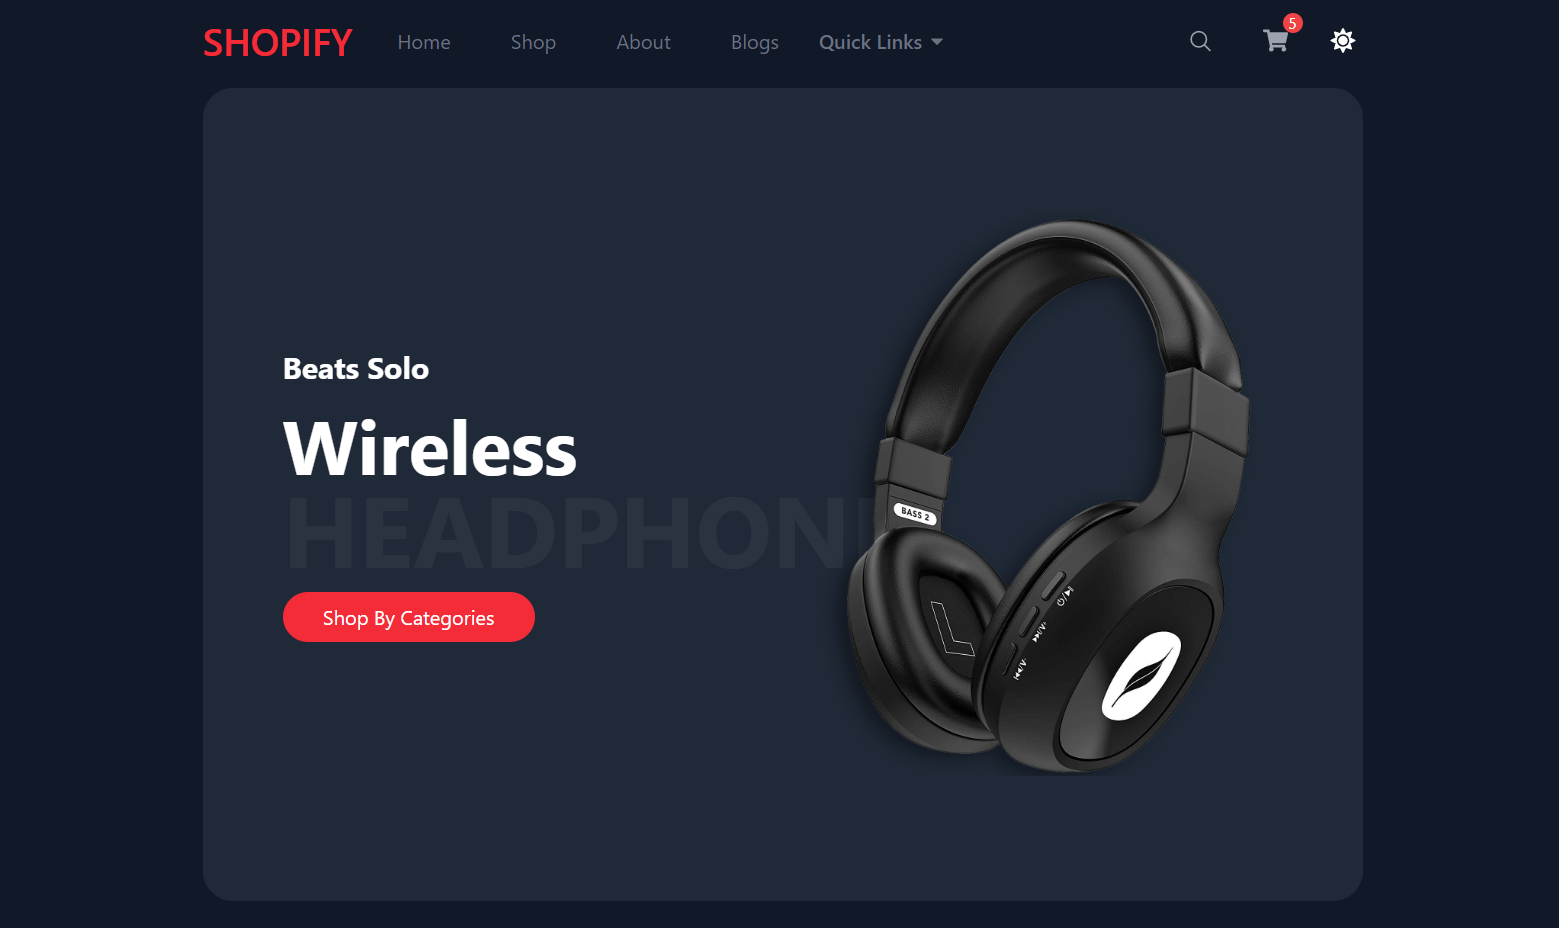 SHOPIFY Home Shop About Blogs Quick Links 5
Beats Solo
Wireless
HEADPHON
BASS 2
Shop By Categories